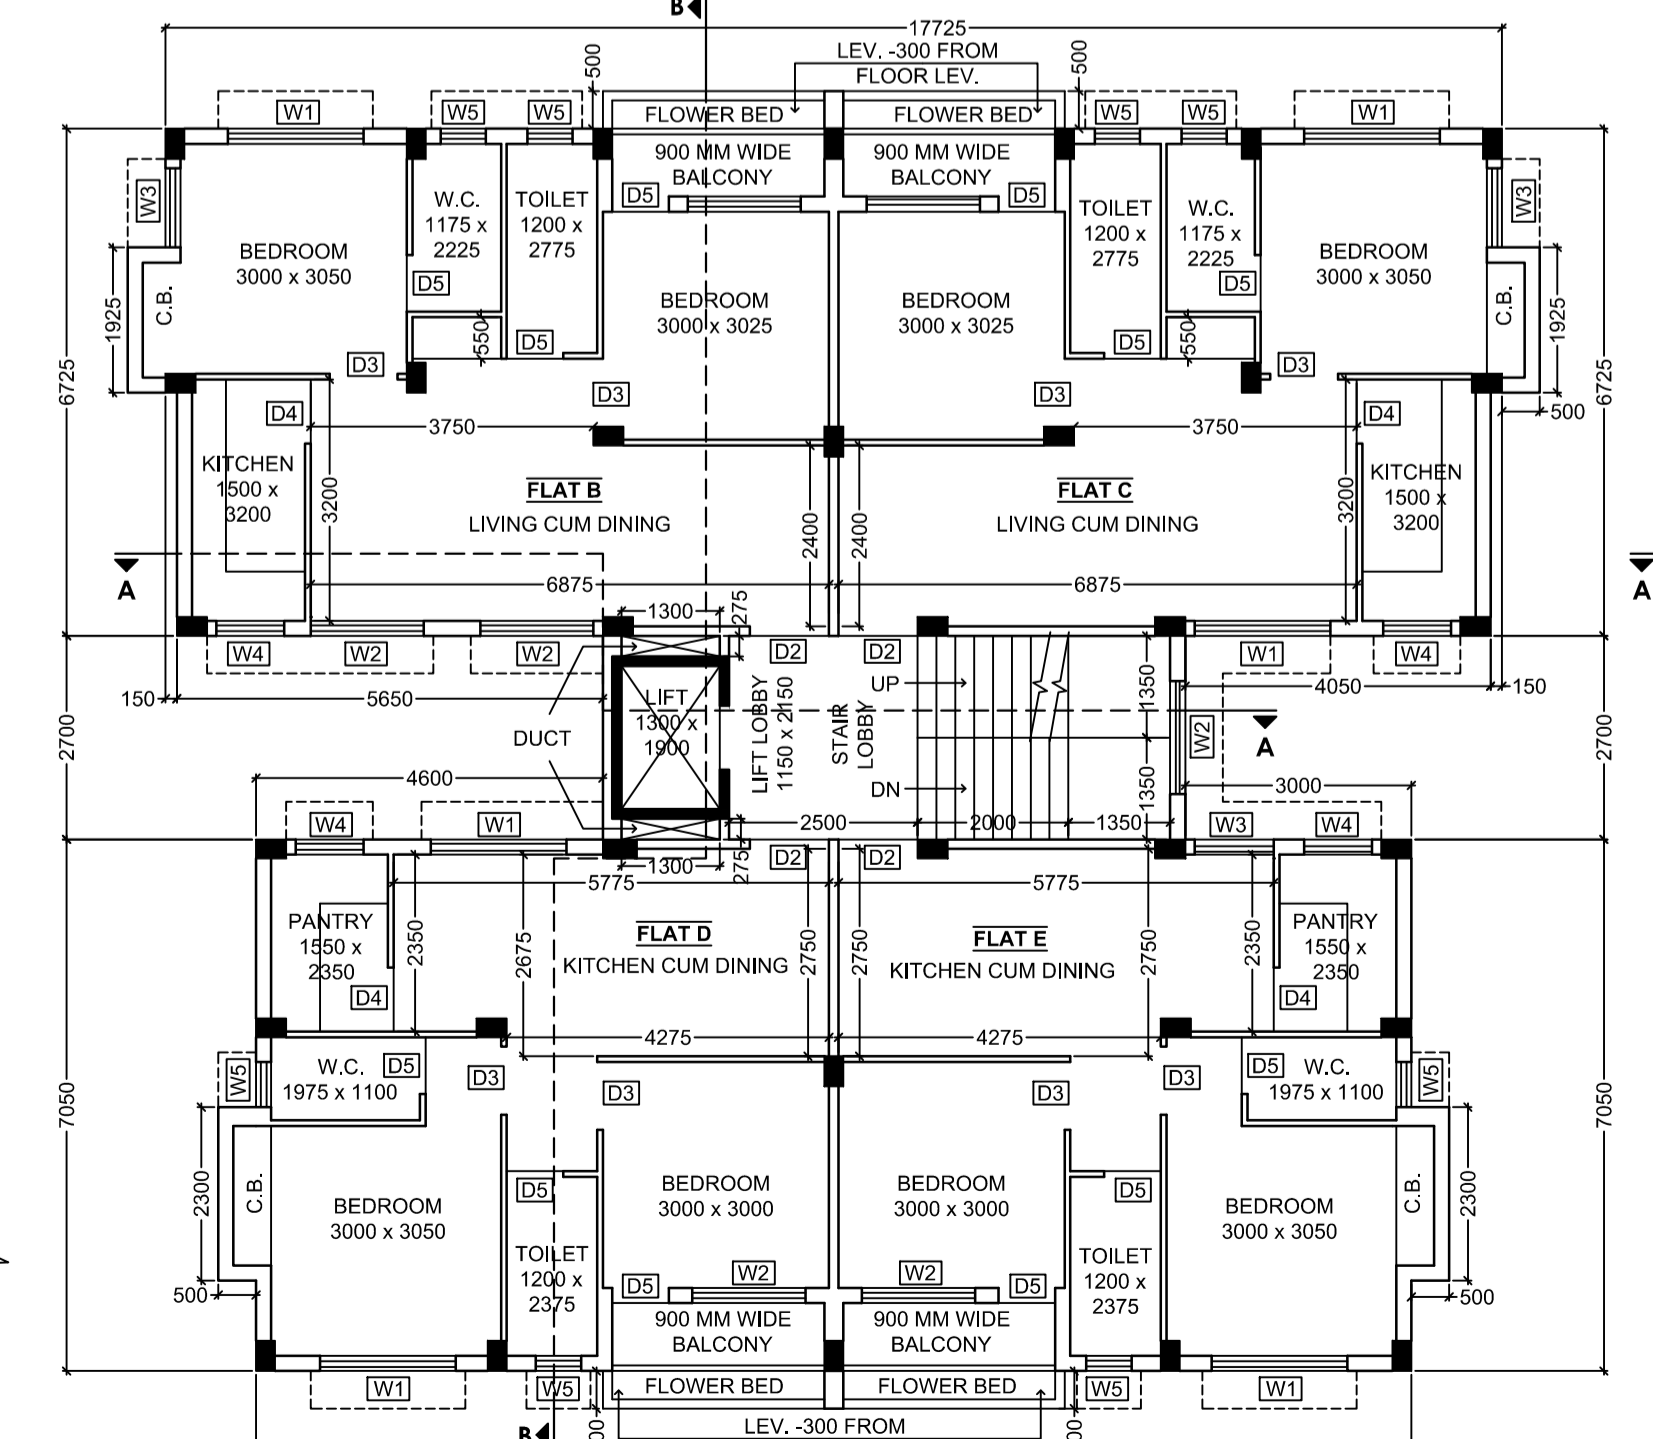 B
17725
LEV. -300 FROM
FLOOR LEV.
500
500
W1
W5
W5
FLOWER BED
FLOWER BED
W5
W5
W1
900 MM WIDE
BALCONY
900 MM WIDE
BALCONY
W3
W3
D5
D5
W.C.
1175 x
2225
TOILET
1200 x
2775
TOILET
1200 x
2775
W.C.
1175 x
2225
BEDROOM
3000 x 3050
BEDROOM
3000 x 3050
D5
D5
BEDROOM
3000 x 3025
BEDROOM
3000 x 3025
C.B.
C.B.
1925
1925
550
550
D5
D5
D3
D3
6725
6725
D3
D3
D4
D4
500
3750
3750
KITCHEN
1500 x
3200
KITCHEN
1500 x
3200
3200
3200
FLAT B
LIVING CUM DINING
FLAT C
LIVING CUM DINING
2400
2400
A
A
6875
6875
1300
275
W4
W2
W2
D2
D2
W1
W4
UP
1350
150
5650
LIFT
1300 x
1900
LIFT LOBBY
1150 x 2150
STAIR
LOBBY
4050
150
W2
A
2700
2700
DUCT
4600
DN
1350
3000
2500
2000
1350
W4
W1
W3
W4
1300
275
D2
D2
5775
5775
PANTRY
1550 x
2350
2350
2675
FLAT D
KITCHEN CUM DINING
2750
2750
FLAT E
KITCHEN CUM DINING
2750
2350
PANTRY
1550 x
2350
D4
D4
4275
4275
W.C.
1975 x 1100
D5
D5
W.C.
1975 x 1100
W5
W5
D3
D3
D3
D3
7050
7050
2300
2300
C.B.
C.B.
BEDROOM
3000 x 3050
D5
BEDROOM
3000 x 3000
BEDROOM
3000 x 3000
D5
BEDROOM
3000 x 3050
TOILET
1200 x
2375
TOILET
1200 x
2375
D5
W2
W2
D5
500
500
900 MM WIDE
BALCONY
900 MM WIDE
BALCONY
W1
W5
FLOWER BED
FLOWER BED
W5
W1
LEV. -300 FROM
B